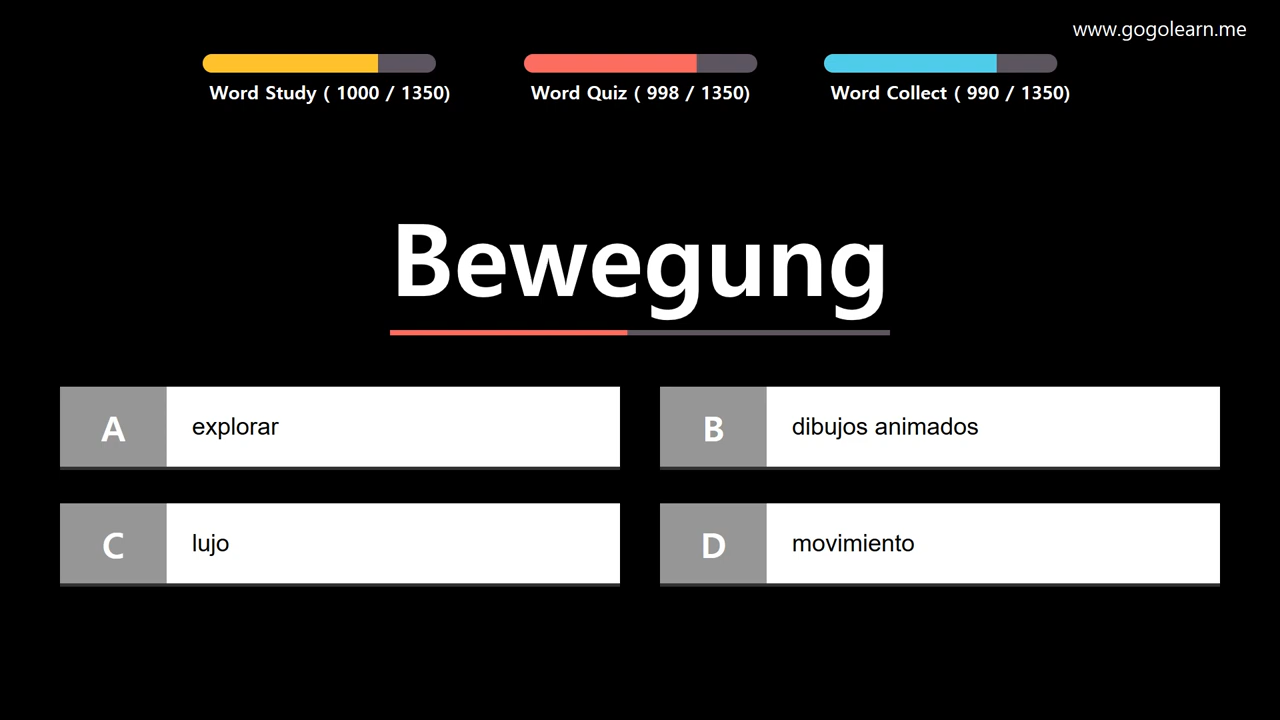 www.gogolearn.me
Word Study ( 1000 / 1350)
Word Quiz ( 998 / 1350)
Word Collect ( 990 / 1350)
Bewegung
A explorar
B dibujos animados
C lujo
D movimiento